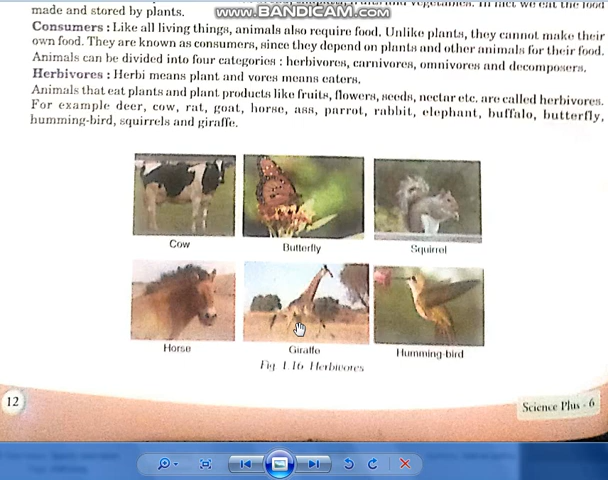 www.BANDICAM.com
made and stored by plants.
Consumers : Like all living things, animals also require food. Unlike plants, they cannot make their
own food. They are known as consumers, since they depend on plants and other animals for their food.
Animals can be divided into four categories : herbivores, carnivores, omnivores and decomposers.
Herbivores : Herbi means plant and vores means eaters.
Animals that eat plants and plant products like fruits, flowers, seeds, nectar etc. are called herbivores.
For example deer, cow, rat, goat, horse, ass, parrot, rabbit, elephant, buffalo, butterfly,
humming-bird, squirrels and giraffe.
Cow
Butterfly
Squirrel
Horse
Giraffe
Humming-bird
Fig 1.16 Herbivores
12
Science Plus - 6